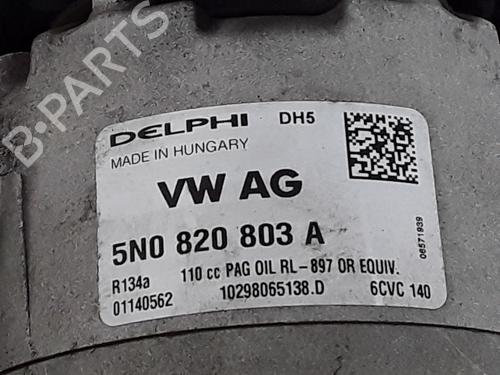 B-PARTS
DELPHI DH5
MADE IN HUNGARY
VW AG
5N0 820 803 A
R134a 110 cc PAG OIL RL-897 OR EQUIV.
01140562 10298065138.D 6CVC 140
06571939